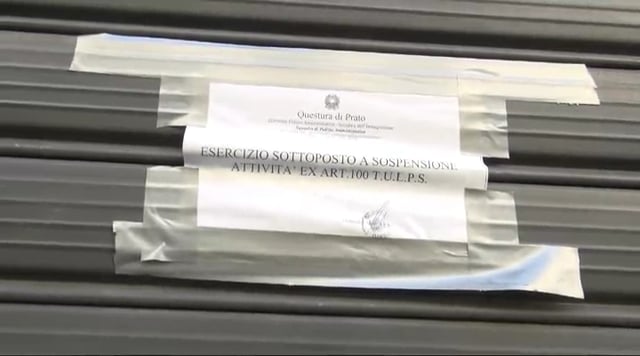 Questura di Prato
ESERCIZIO SOTTOPOSTO A SOSPENSIONE
ATTIVITA' EX ART.100 T.U.L.P.S.